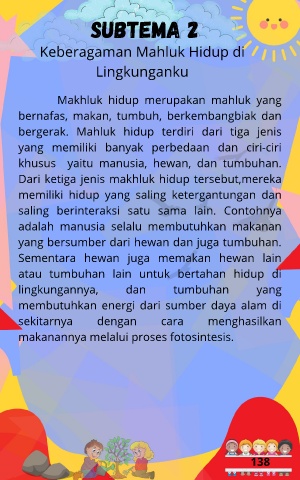 SUBTEMA 2
Keberagaman Mahluk Hidup di
Lingkunganku
Makhluk hidup merupakan mahluk yang
bernafas, makan, tumbuh, berkembangbiak dan
bergerak. Mahluk hidup terdiri dari tiga jenis
yang memiliki banyak perbedaan dan ciri-ciri
khusus yaitu manusia, hewan, dan tumbuhan.
Dari ketiga jenis makhluk hidup tersebut,mereka
memiliki hidup yang saling ketergantungan dan
saling berinteraksi satu sama lain. Contohnya
adalah manusia selalu membutuhkan makanan
yang bersumber dari hewan dan juga tumbuhan.
Sementara hewan juga memakan hewan lain
atau tumbuhan lain untuk bertahan hidup di
lingkungannya, dan tumbuhan yang
membutuhkan energi dari sumber daya alam di
sekitarnya dengan cara menghasilkan
makanannya melalui proses fotosintesis.
138